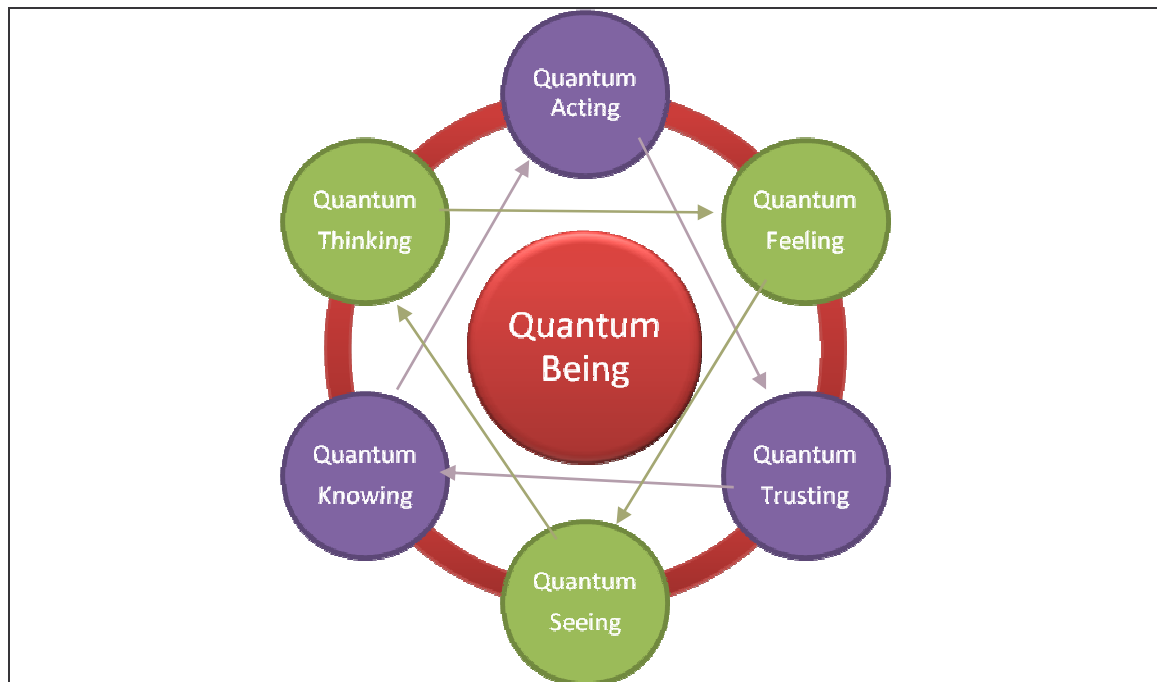 Quantum
Acting
Quantum
Thinking
Quantum
Feeling
Quantum
Being
Quantum
Knowing
Quantum
Trusting
Quantum
Seeing